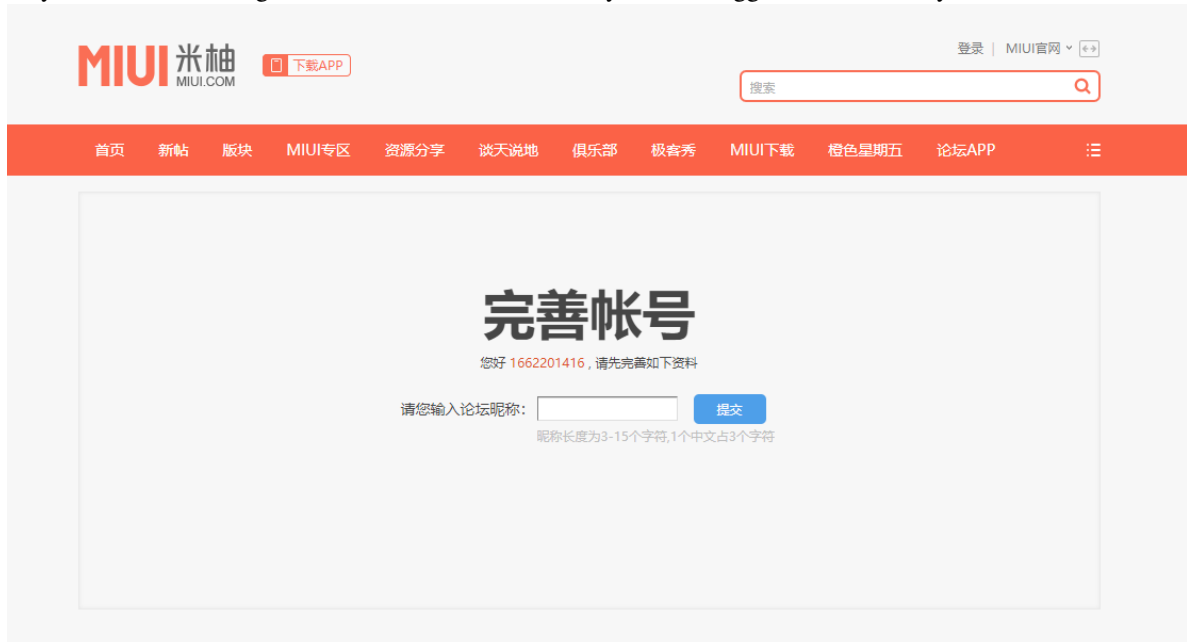 MIUI 米柚
MIUI.COM
下载APP
登录 | MIUI官网
搜索
首页 新帖 版块 MIUI专区 资源分享 谈天说地 俱乐部 极客秀 MIUI下载 橙色星期五 论坛APP
完善帐号
您好 1662201416 , 请先完善如下资料
请您输入论坛昵称: 提交
昵称长度为3-15个字符,1个中文占3个字符